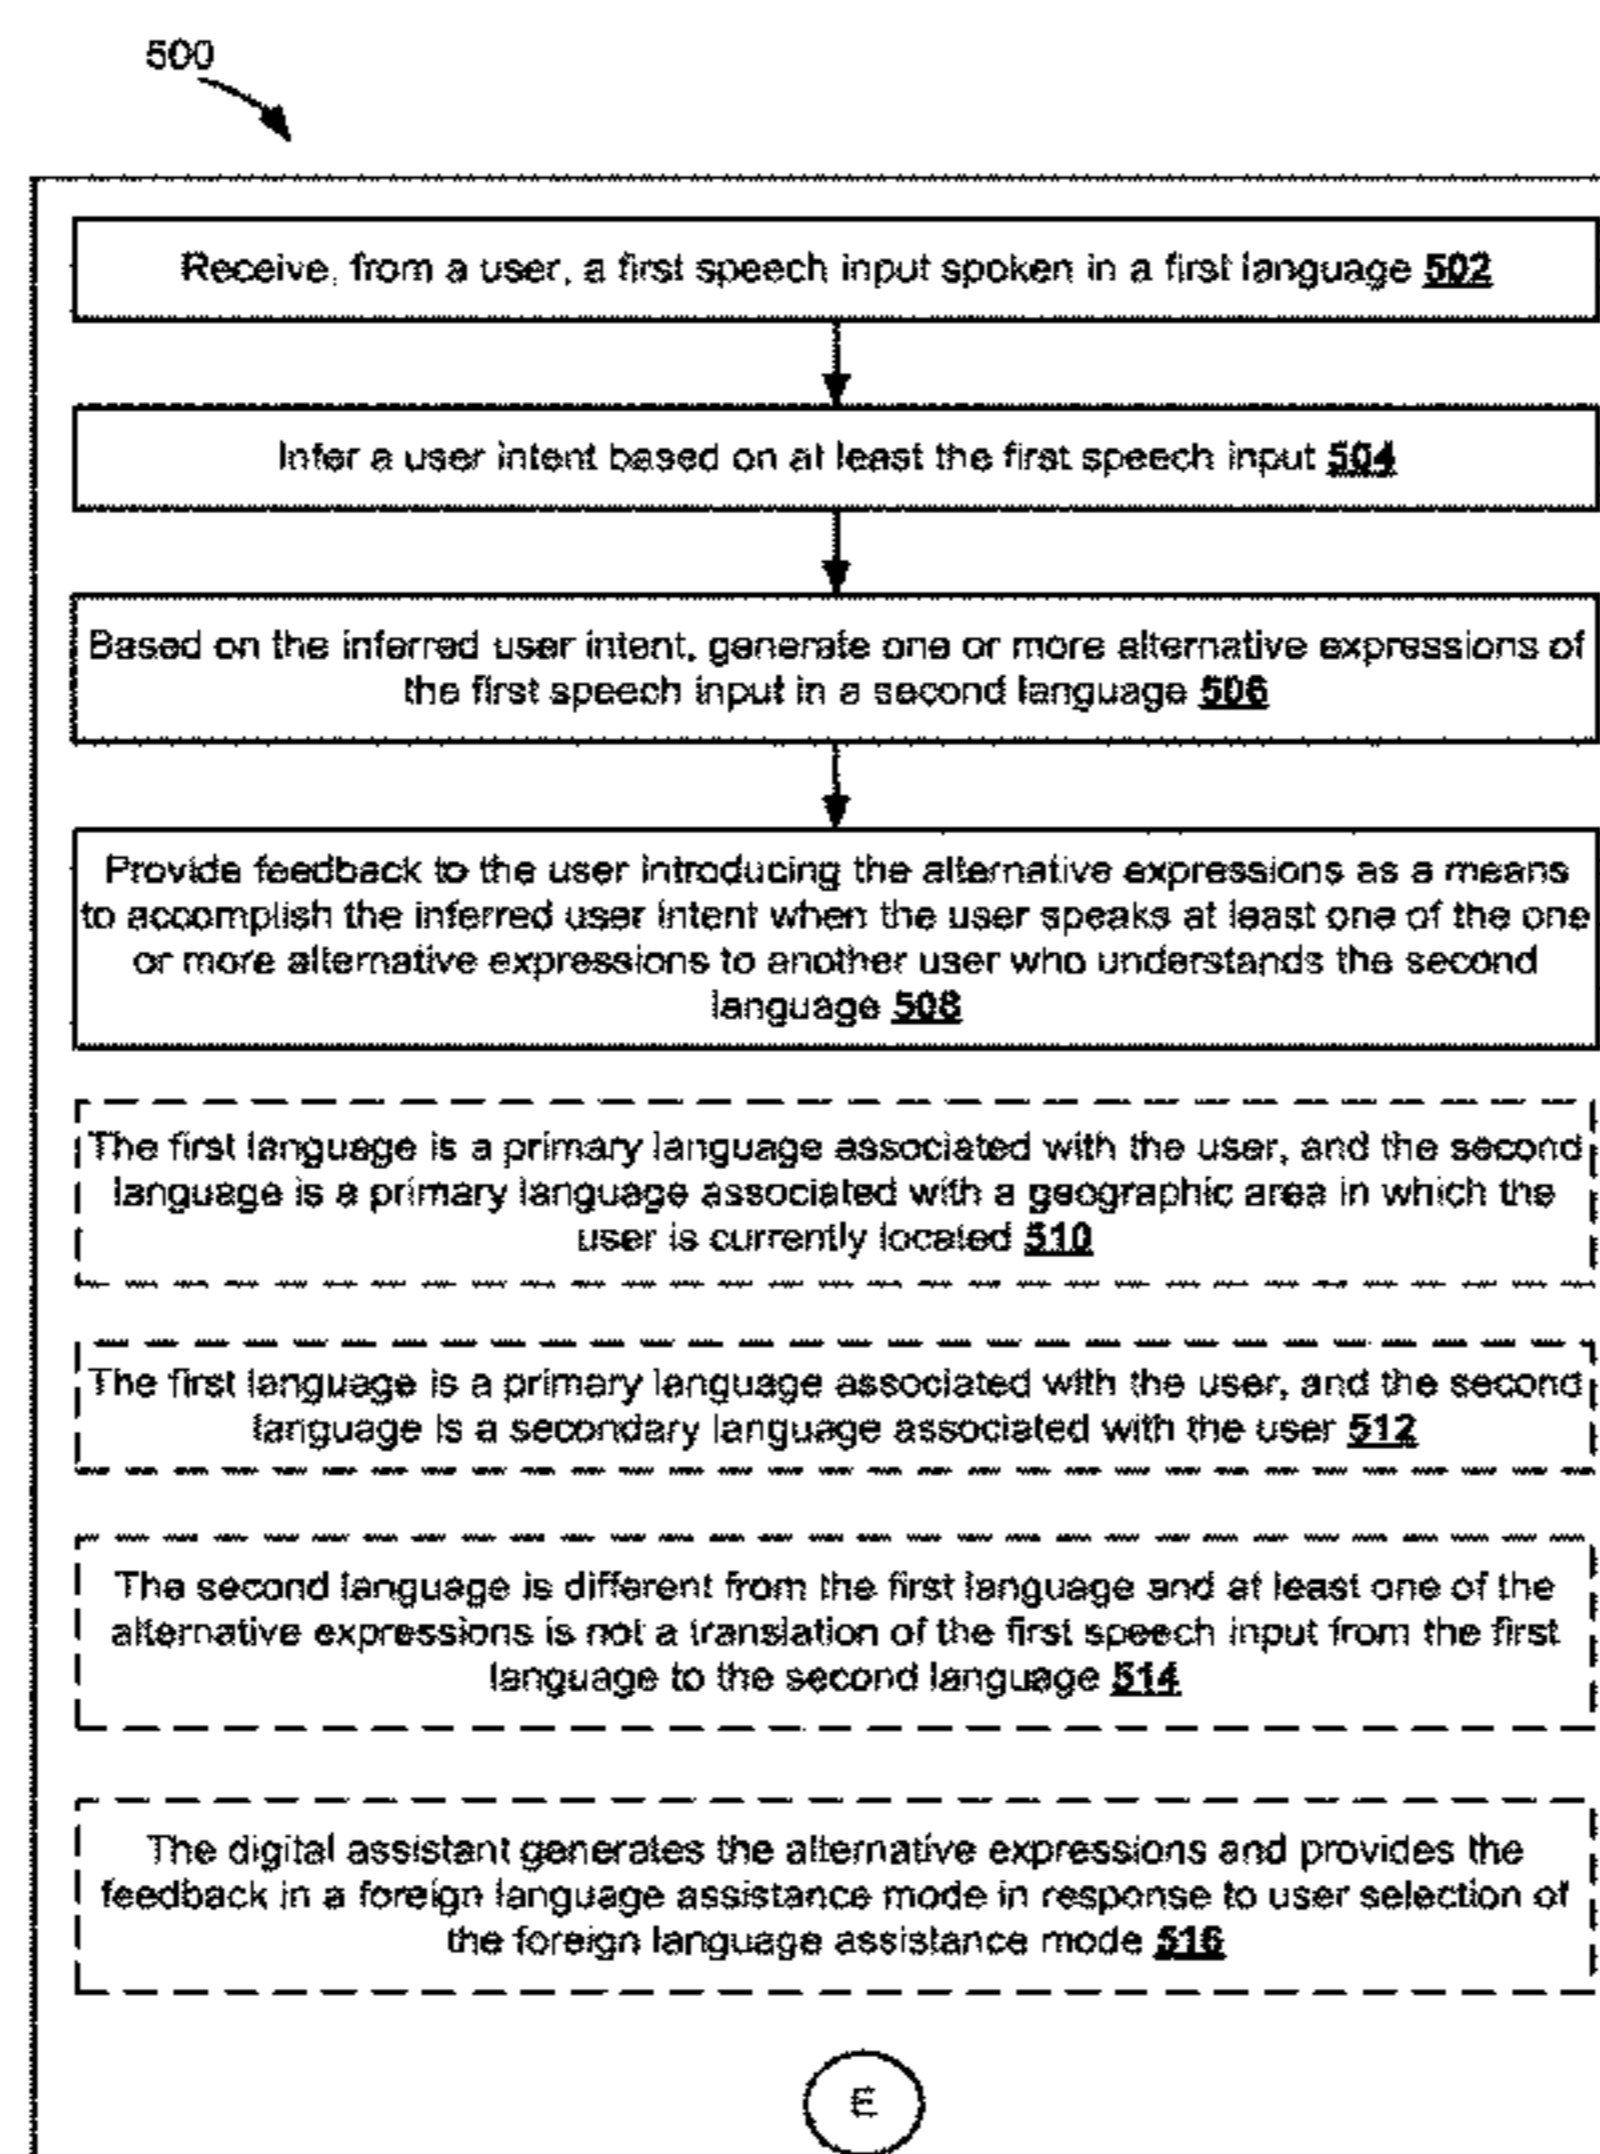 500
Receive, from a user, a first speech input spoken in a first language 502
Infer a user intent based on at least the first speech input 504
Based on the inferred user intent, generate one or more alternative expressions of
the first speech input in a second language 506
Provide feedback to the user introducing the alternative expressions as a means
to accomplish the inferred user intent when the user speaks at least one of the one
or more alternative expressions to another user who understands the second
language 508
The first language is a primary language associated with the user, and the second
language is a primary language associated with a geographic area in which the
user is currently located 510
The first language is a primary language associated with the user, and the second
language is a secondary language associated with the user 512
The second language is different from the first language and at least one of the
alternative expressions is not a translation of the first speech input from the first
language to the second language 514
The digital assistant generates the alternative expressions and provides the
feedback in a foreign language assistance mode in response to user selection of
the foreign language assistance mode 516
E